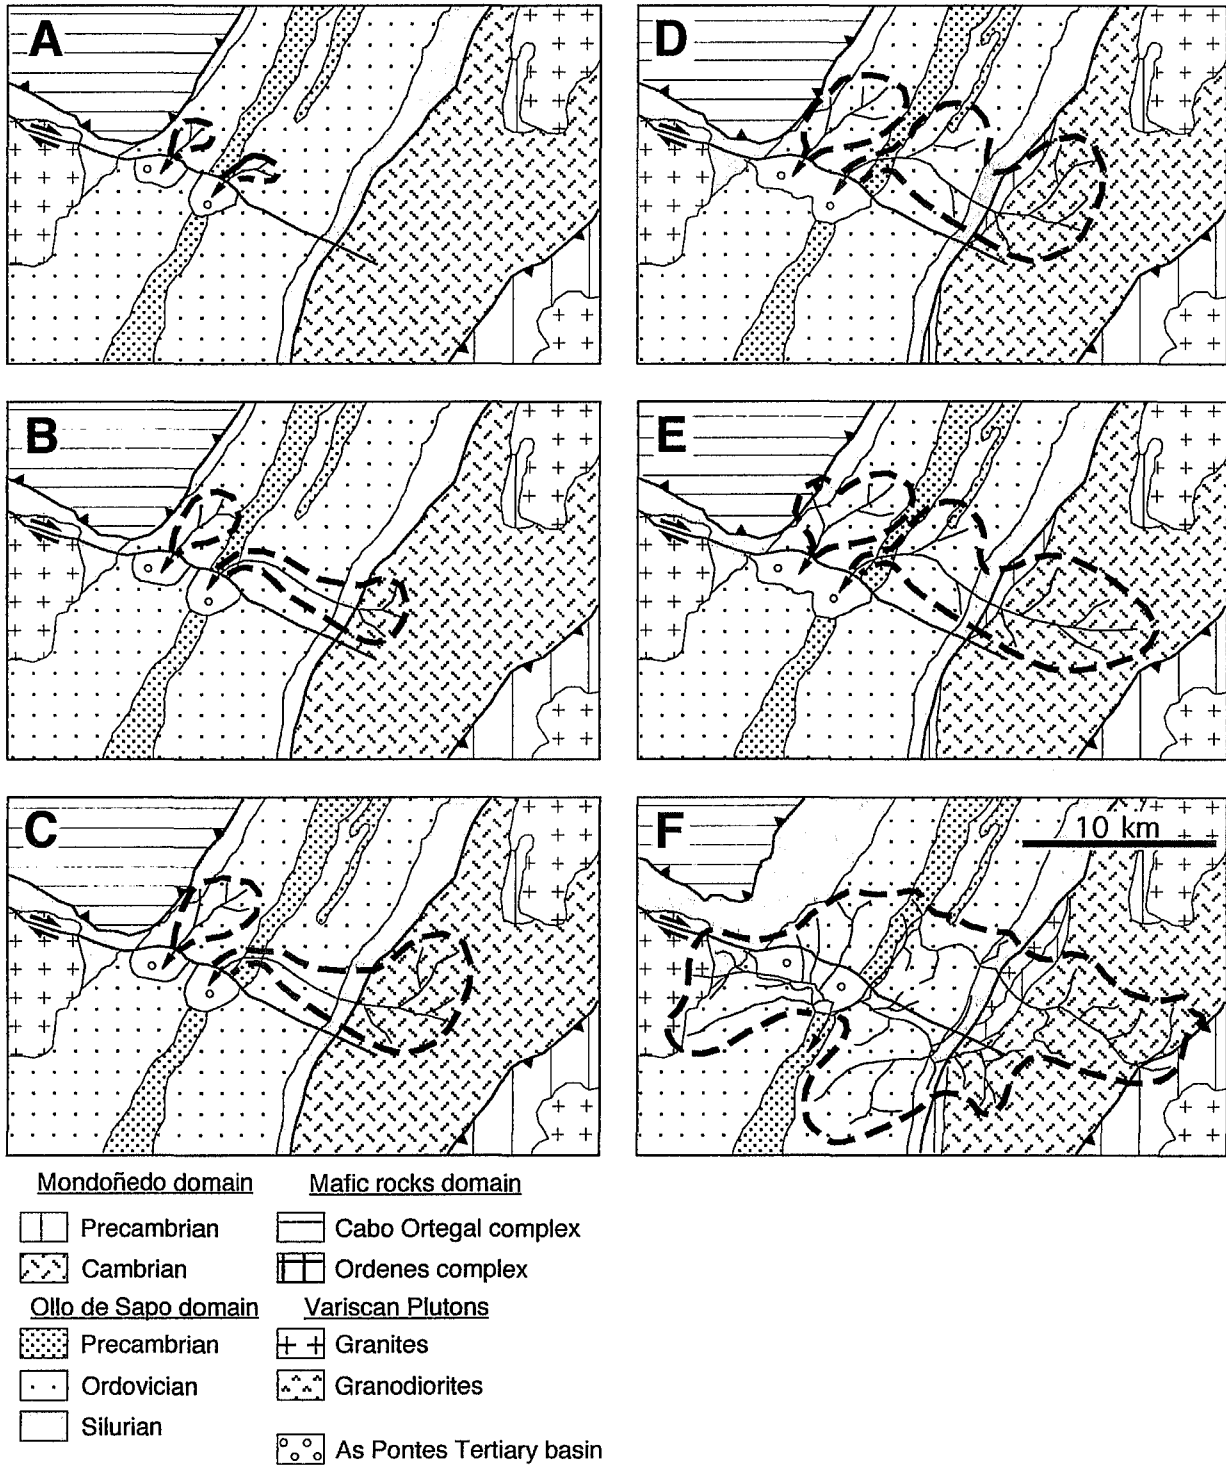 A
D
B
E
C
F
10 km
Mondoñedo domain
Precambrian
Cambrian
Ollo de Sapo domain
Precambrian
Ordovician
Silurian
Mafic rocks domain
Cabo Ortegal complex
Ordenes complex
Variscan Plutons
Granites
Granodiorites
As Pontes Tertiary basin